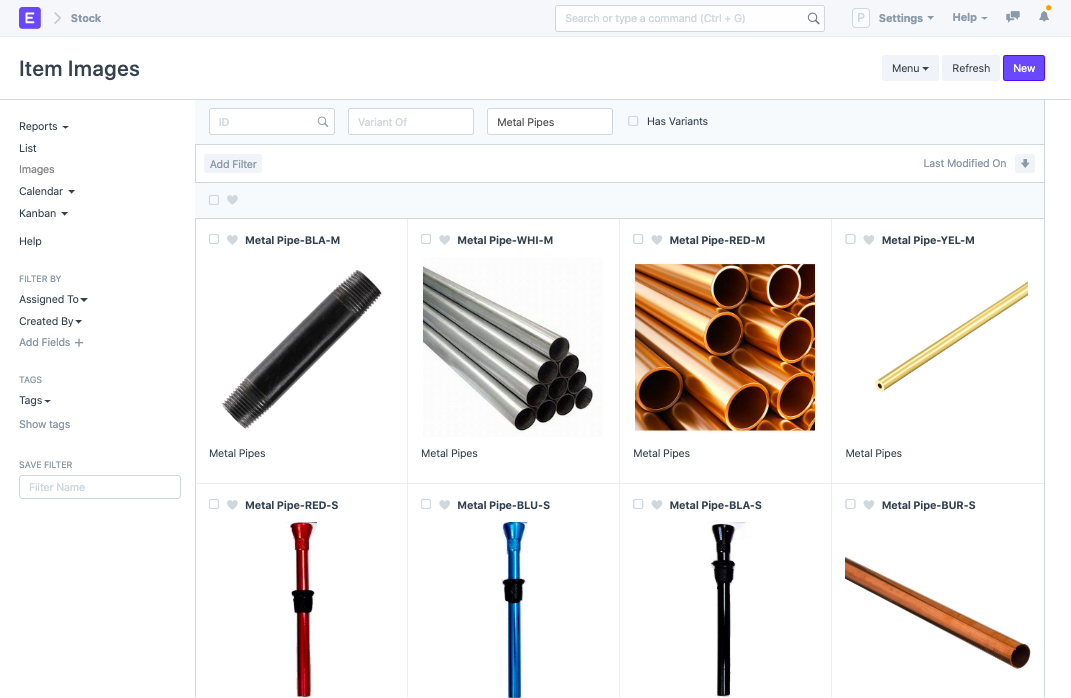 E Stock Search or type a command (Ctrl + G) P Settings Help
Item Images Menu Refresh New
Reports
List
Images
Calendar
Kanban
Help
FILTER BY
Assigned To
Created By
Add Fields +
TAGS
Tags
Show tags
SAVE FILTER
Filter Name
ID Variant Of Metal Pipes Has Variants
Add Filter Last Modified On
Metal Pipe-BLA-M Metal Pipe-WHI-M Metal Pipe-RED-M Metal Pipe-YEL-M
Metal Pipes Metal Pipes Metal Pipes Metal Pipes
Metal Pipe-RED-S Metal Pipe-BLU-S Metal Pipe-BLA-S Metal Pipe-BUR-S